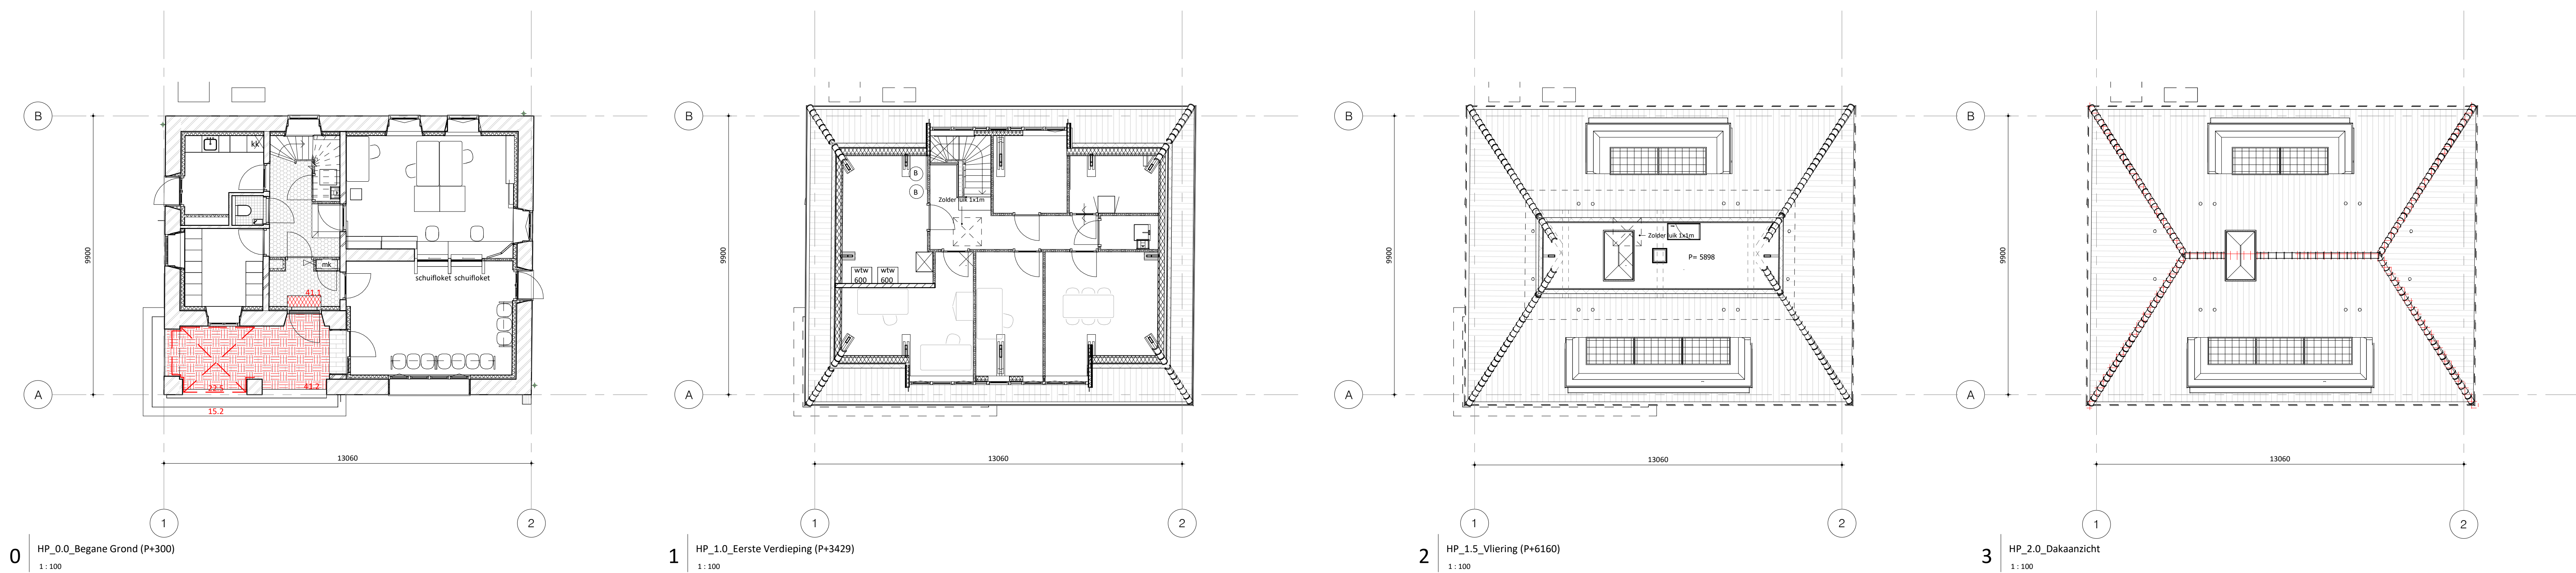 B
9900
A
kk
mk
schuifloket schuifloket
41.1
12.5
41.2
15.2
13060
1
2
0
HP_0.0_Begane Grond (P+300)
1 : 100
B
9900
A
B
B
Zolder luik 1x1m
wtw
600
wtw
600
13060
1
2
1
HP_1.0_Eerste Verdieping (P+3429)
1 : 100
B
9900
A
Zolder luik 1x1m
P= 5898
13060
1
2
2
HP_1.5_Vliering (P+6160)
1 : 100
B
9900
A
13060
1
2
3
HP_2.0_Dakaanzicht
1 : 100